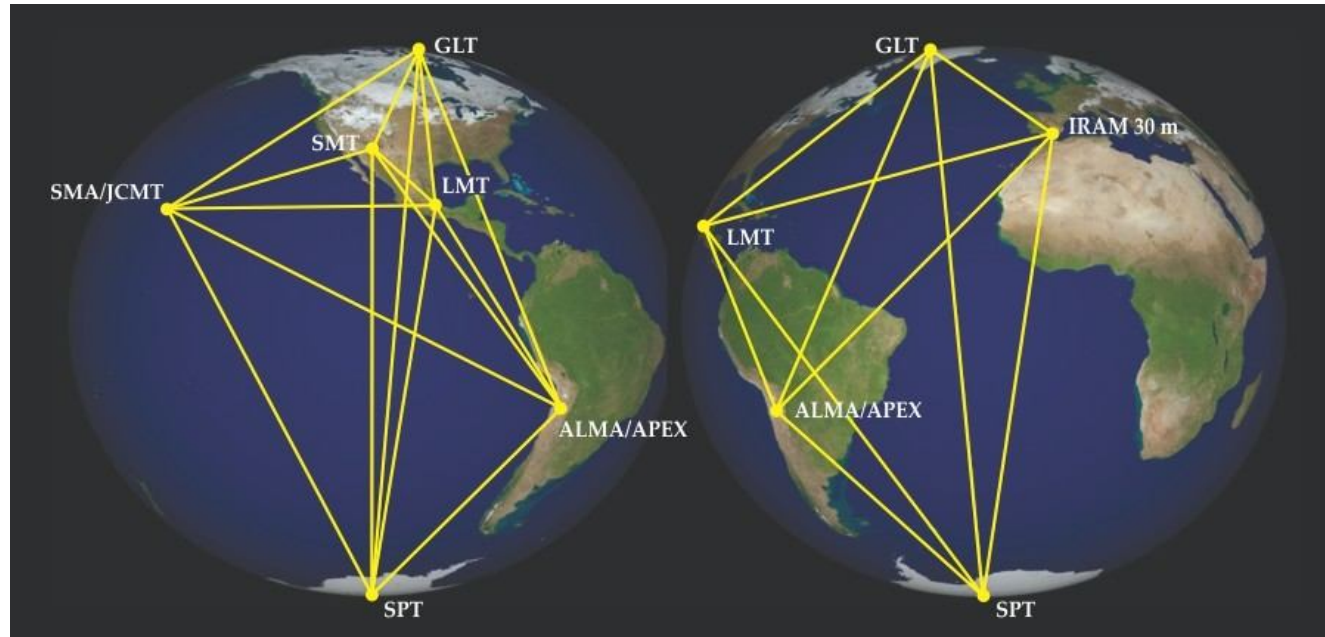 GLT
SMT
SMA/JCMT
LMT
ALMA/APEX
SPT
GLT
IRAM 30 m
LMT
ALMA/APEX
SPT